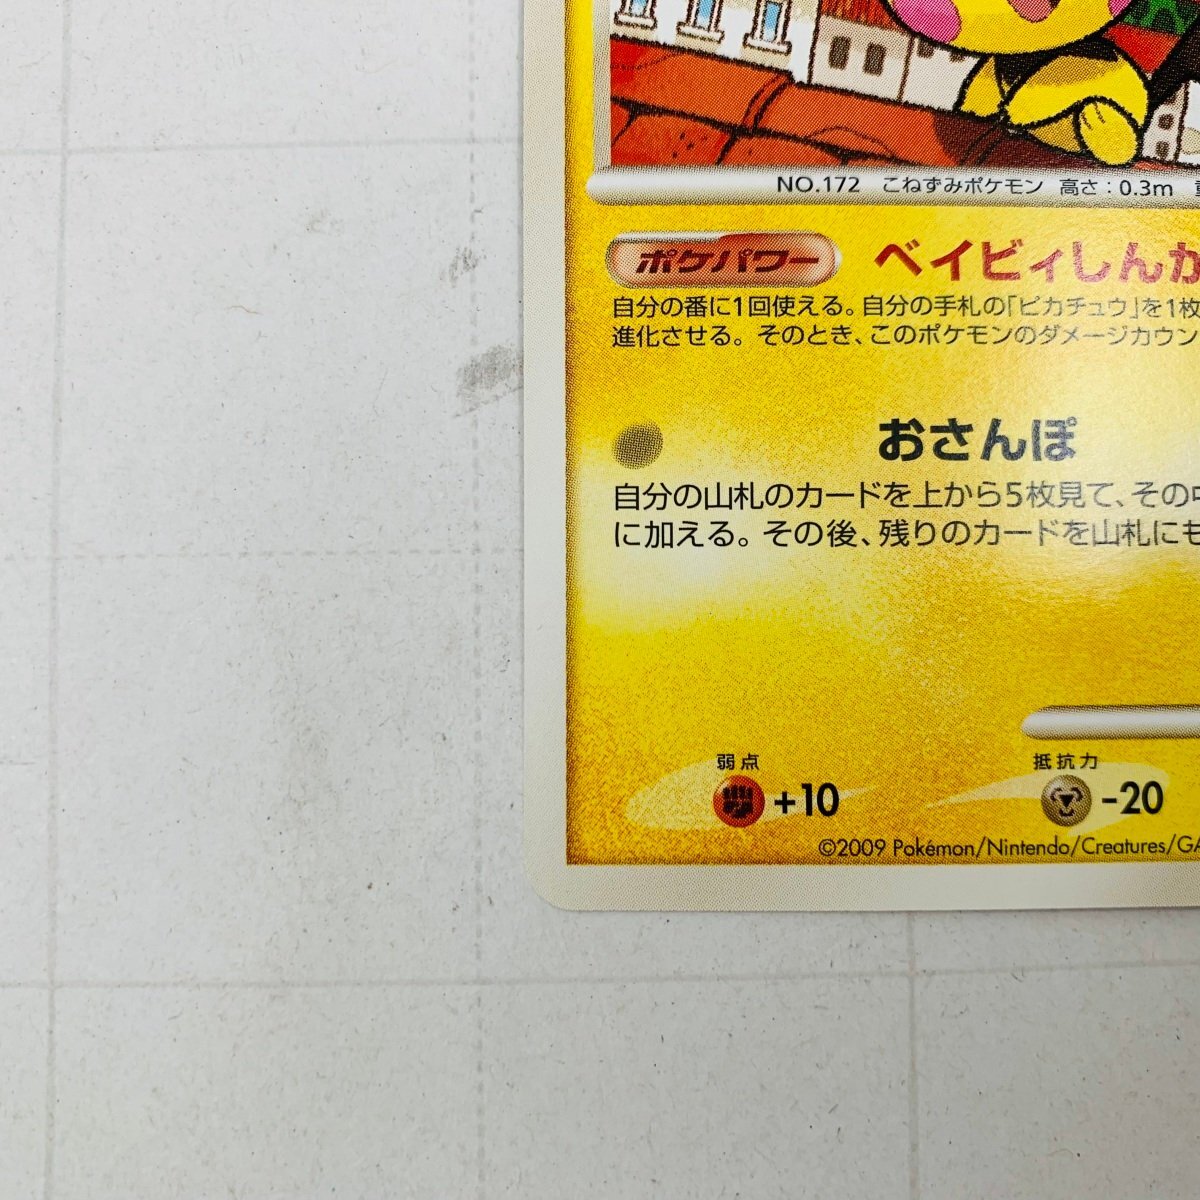 NO.172 こねずみポケモン 高さ：0.3m
ポケパワー ベイビィしんか
自分の番に1回使える。自分の手札の「ピカチュウ」を1枚
進化させる。そのとき、このポケモンのダメージカウン
おさんぽ
自分の山札のカードを上から5枚見て、その中
に加える。その後、残りのカードを山札にも
弱点 抵抗力
+10 -20
©2009 Pokémon/Nintendo/Creatures/GA